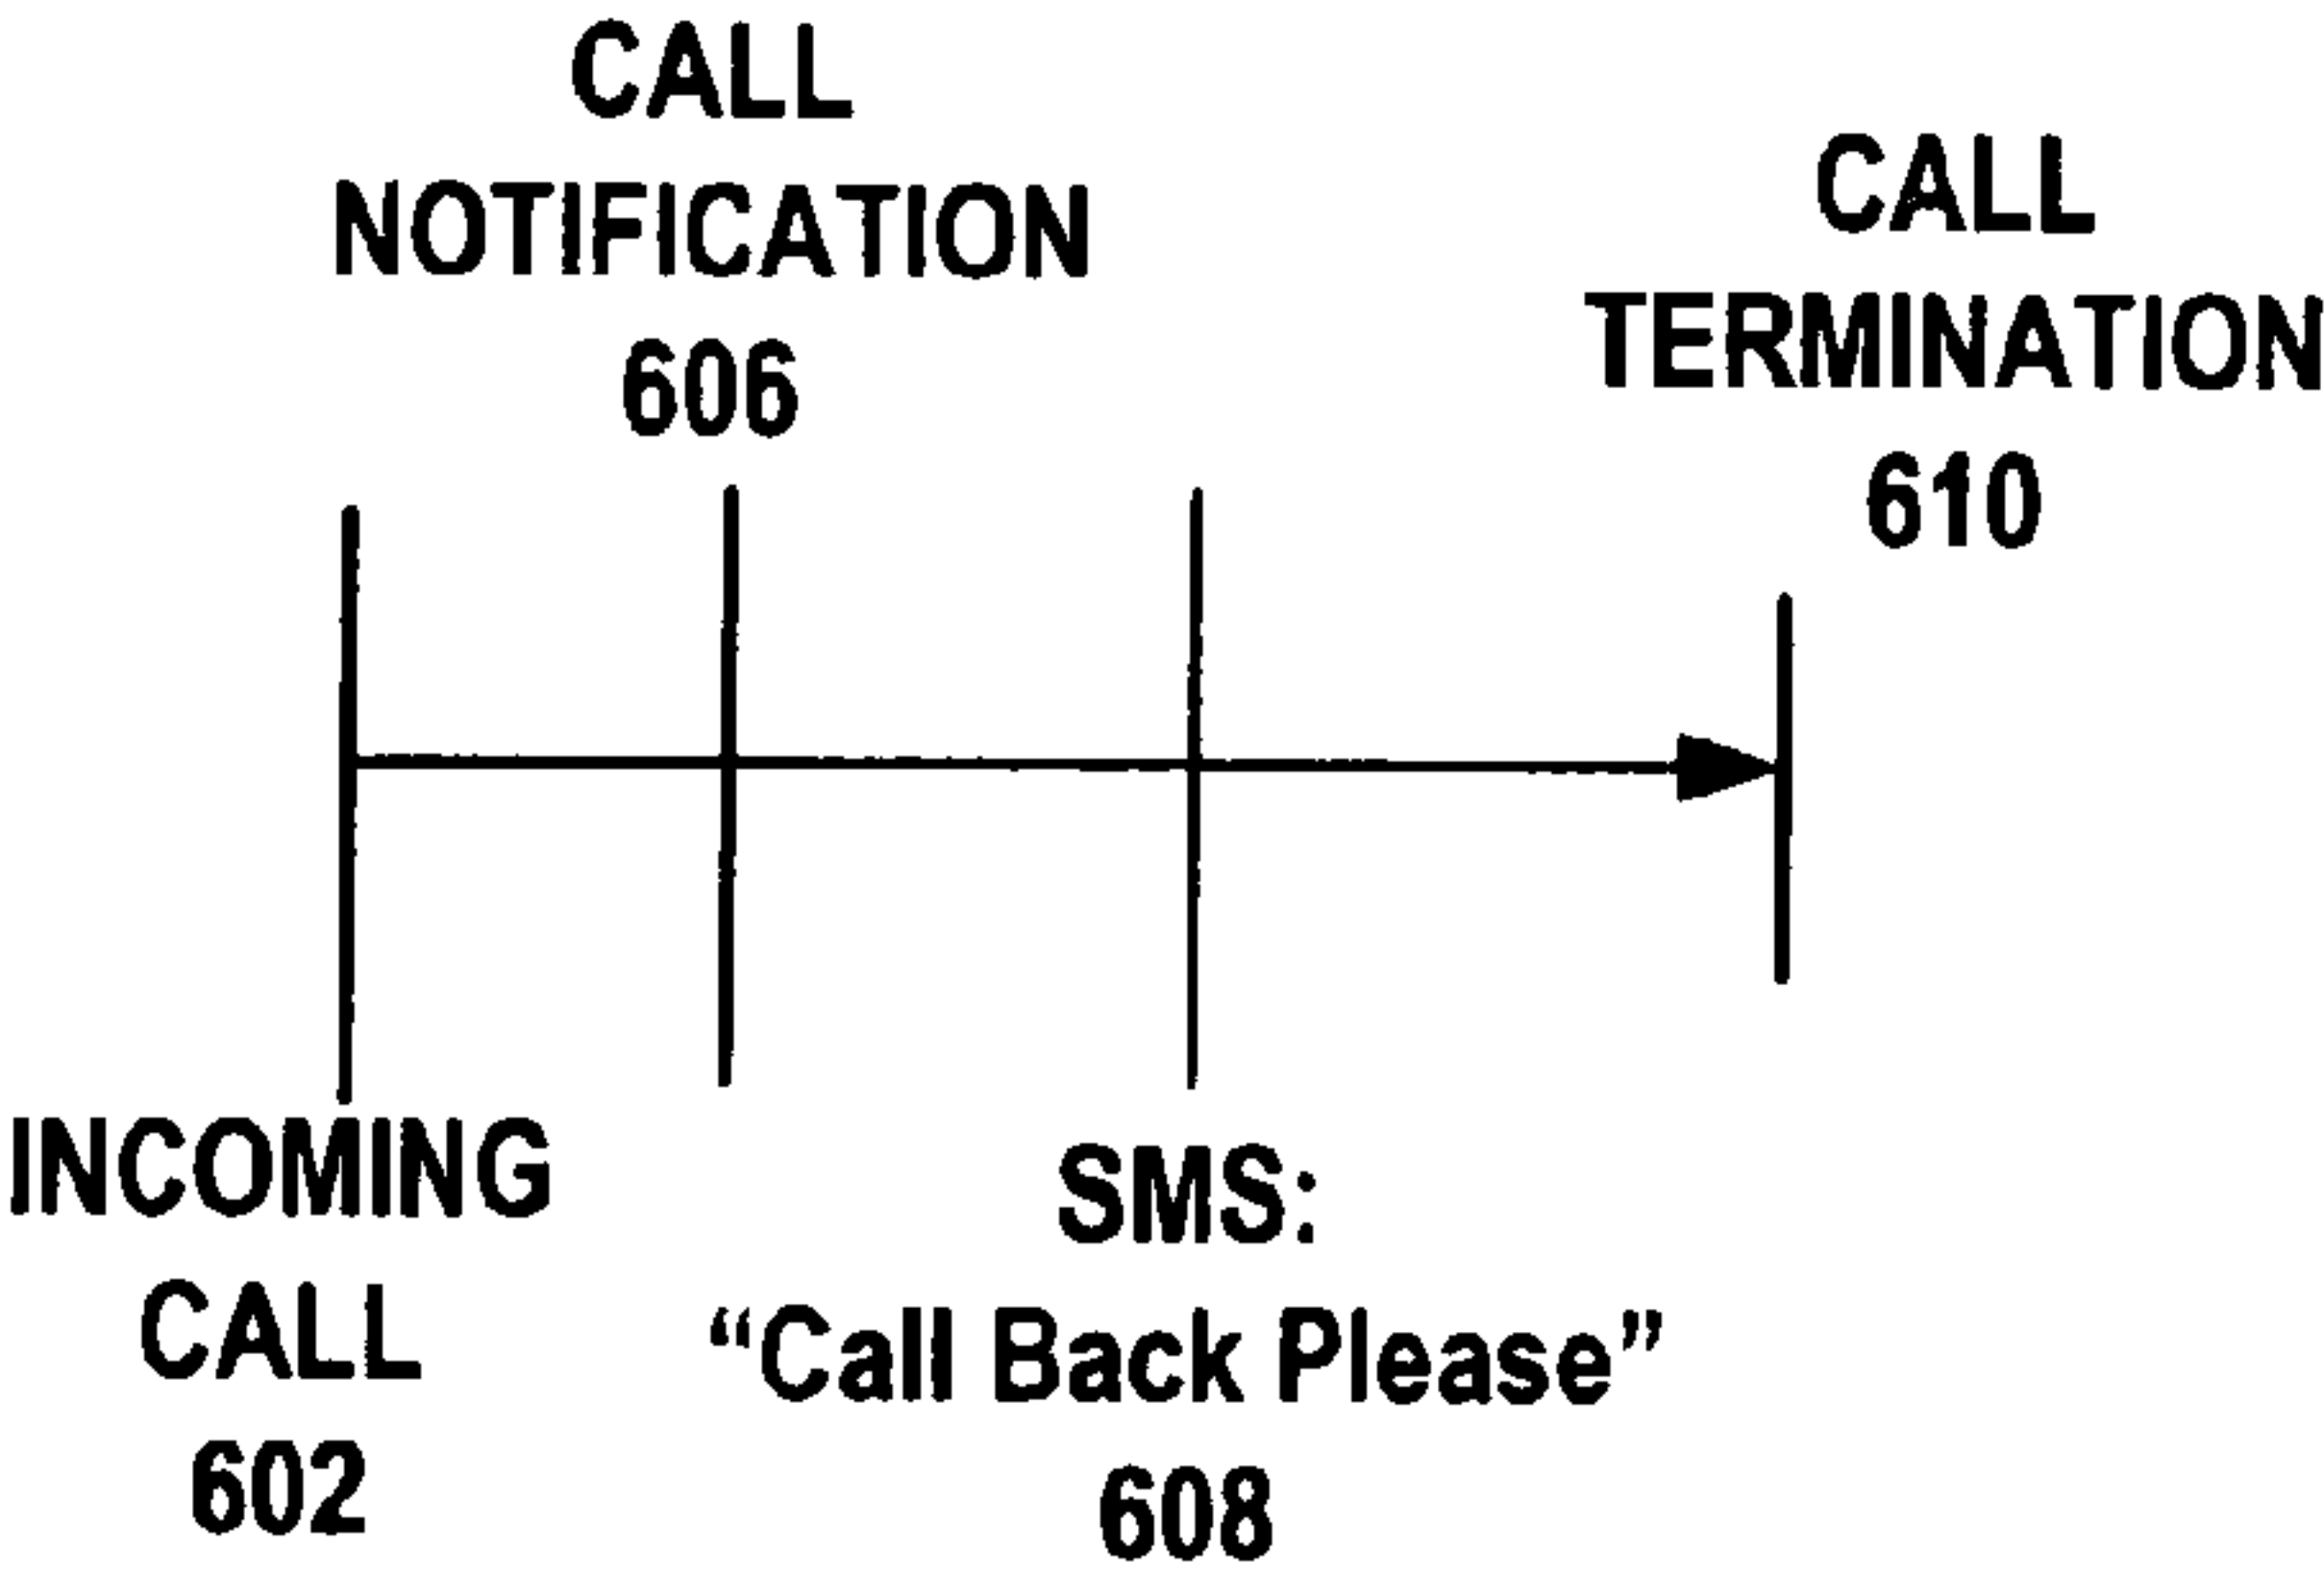 CALL
NOTIFICATION
606
CALL
TERMINATION
610
INCOMING
CALL
602
SMS:
“Call Back Please”
608